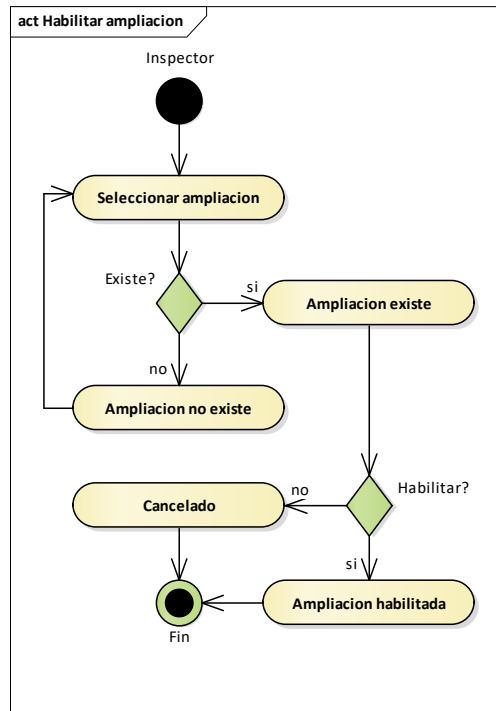 act Habilitar ampliacion
Inspector
Seleccionar ampliacion
Existe?
si
Ampliacion existe
no
Ampliacion no existe
Habilitar?
no
Cancelado
si
Ampliacion habilitada
Fin